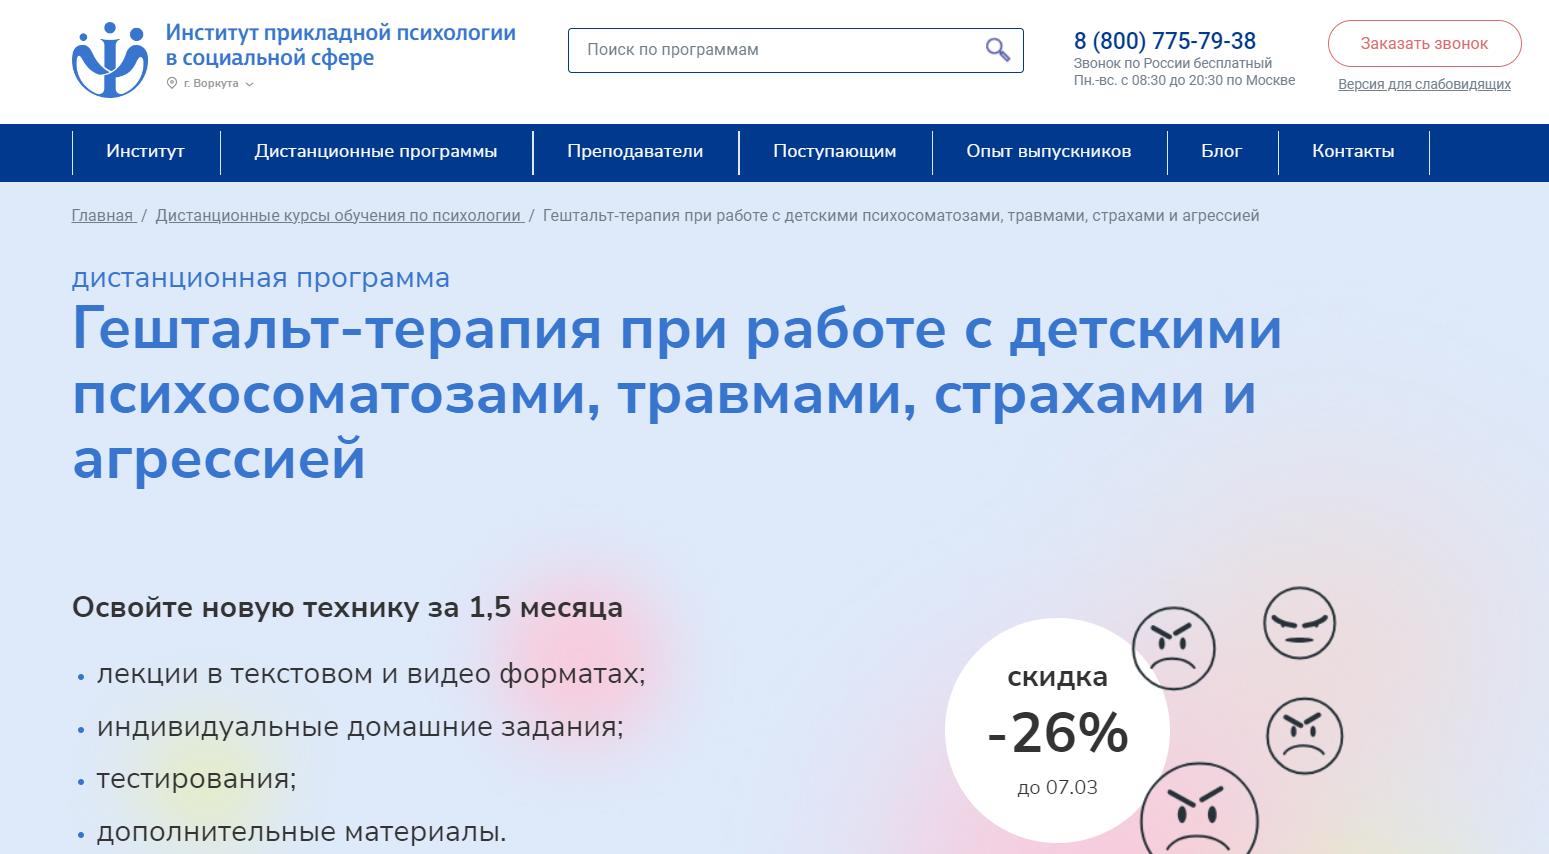 Институт прикладной психологии
в социальной сфере
г. Воркута
Поиск по программам
8 (800) 775-79-38
Звонок по России бесплатный
Пн.-вс. с 08:30 до 20:30 по Москве
Заказать звонок
Версия для слабовидящих
Институт
Дистанционные программы
Преподаватели
Поступающим
Опыт выпускников
Блог
Контакты
Главная / Дистанционные курсы обучения по психологии / Гештальт-терапия при работе с детскими психосоматозами, травмами, страхами и агрессией
дистанционная программа
Гештальт-терапия при работе с детскими
психосоматозами, травмами, страхами и
агрессией
Освойте новую технику за 1,5 месяца
• лекции в текстовом и видео форматах;
• индивидуальные домашние задания;
• тестирования;
• дополнительные материалы.
скидка
-26%
до 07.03